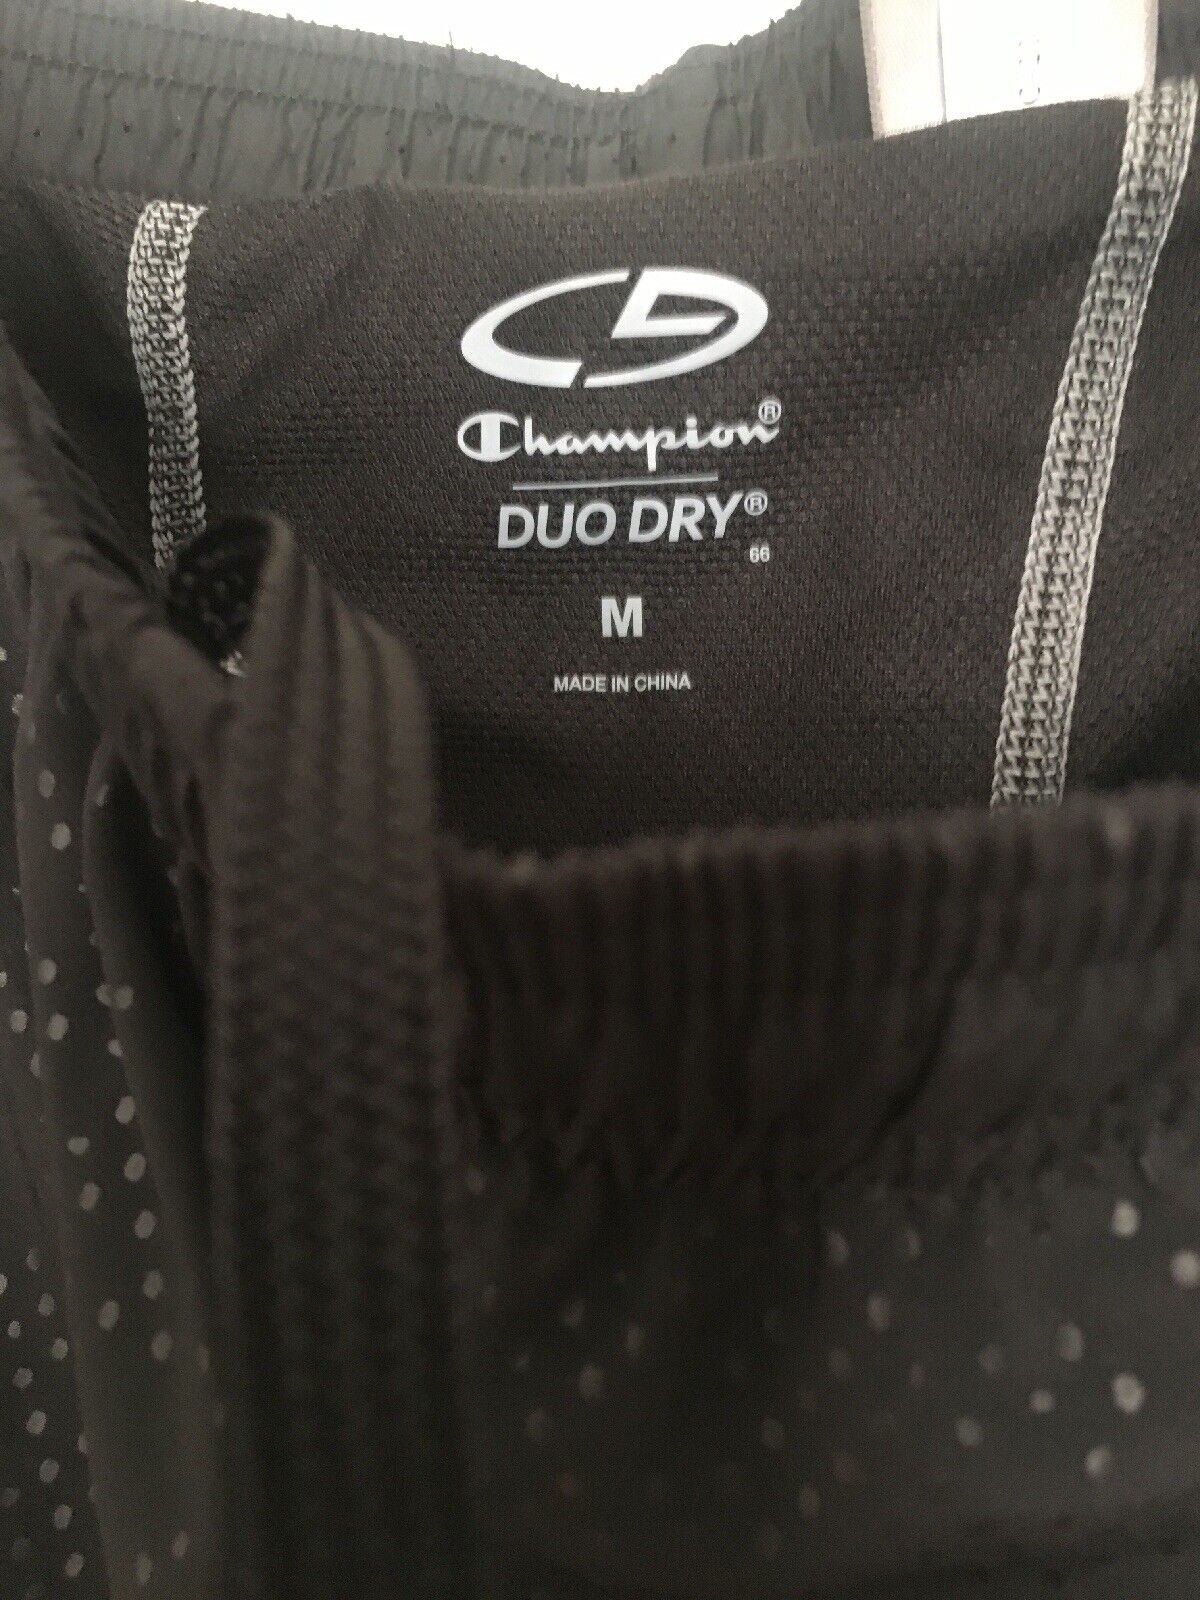 Champion®
DUO DRY®
66
M
MADE IN CHINA